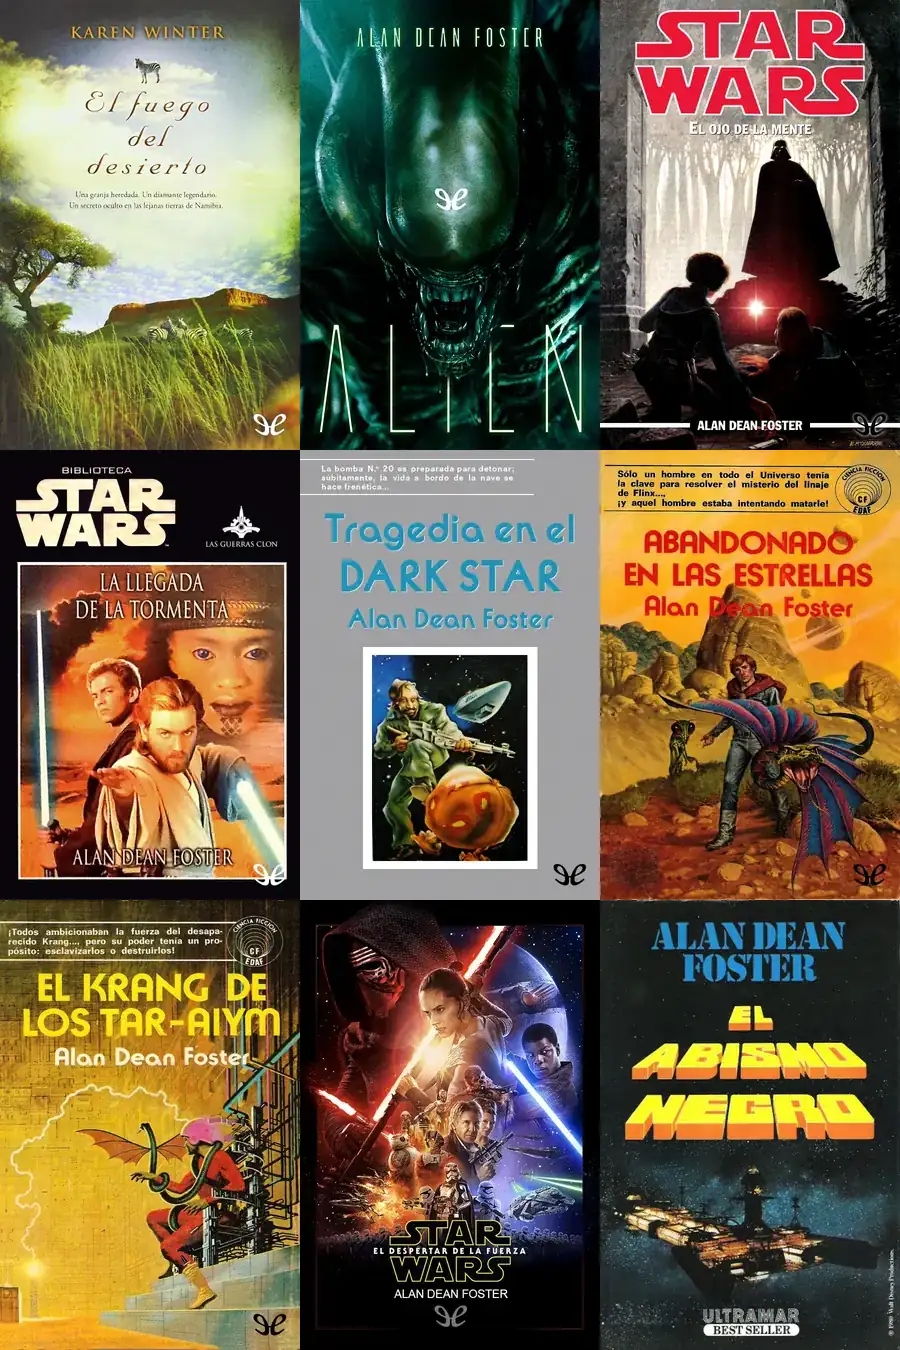 KAREN WINTER
El fuego
del
desierto
Una granja heredada. Un diamante legendario.
Un secreto oculto en las lejanas tierras de Namibia.
ALAN DEAN FOSTER
ALIEN
STAR
WARS
EL OJO DE LA MENTE
ALAN DEAN FOSTER
BIBLIOTECA
STAR
WARS
LAS GUERRAS CLON
LA LLEGADA
DE LA TORMENTA
ALAN DEAN FOSTER
La bomba N.º 20 es preparada para detonar;
súbitamente, la vida a bordo de la nave se
hace frenética...
Tragedia en el
DARK STAR
Alan Dean Foster
Sólo un hombre en todo el Universo tenía
la clave para resolver el misterio del linaje
de Flinx...,
¡y aquel hombre estaba intentando matarle!
CIENCIA FICCION
CF
EDAF
ABANDONADO
EN LAS ESTRELLAS
Alan Dean Foster
¡Todos ambicionaban la fuerza del desapa-
recido Krang..., pero su poder tenía un pro-
pósito: esclavizarlos o destruirlos!
CIENCIA FICCION
CF
EDAF
EL KRANG DE
LOS TAR-AIYM
Alan Dean Foster
STAR
EL DESPERTAR DE LA FUERZA
WARS
ALAN DEAN FOSTER
ALAN DEAN
FOSTER
EL
ABISMO
NEGRO
© 1980 Walt Disney Productions.
ULTRAMAR
BEST SELLER